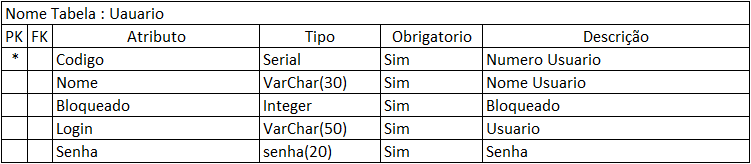 Nome Tabela : Uauario
PK FK Atributo Tipo Obrigatorio Descrição
* Codigo Serial Sim Numero Usuario
Nome VarChar(30) Sim Nome Usuario
Bloqueado Integer Sim Bloqueado
Login VarChar(50) Sim Usuario
Senha senha(20) Sim Senha